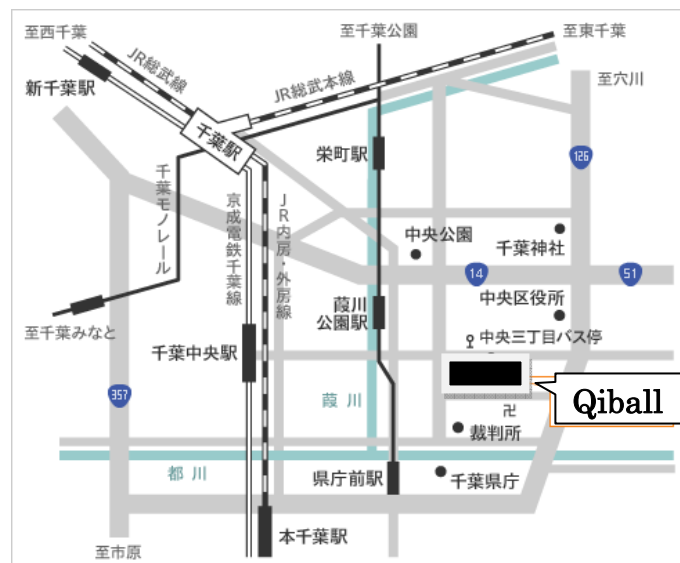 至西千葉
至千葉公園
至東千葉
JR総武線
JR総武本線
新千葉駅
千葉駅
至穴川
栄町駅
126
千葉モノレール
京成電鉄千葉線
JR内房・外房線
中央公園
千葉神社
14
51
中央区役所
葭川
公園駅
至千葉みなと
千葉中央駅
中央三丁目バス停
357
葭川
Qiball
卍
裁判所
都川
県庁前駅
千葉県庁
本千葉駅
至市原